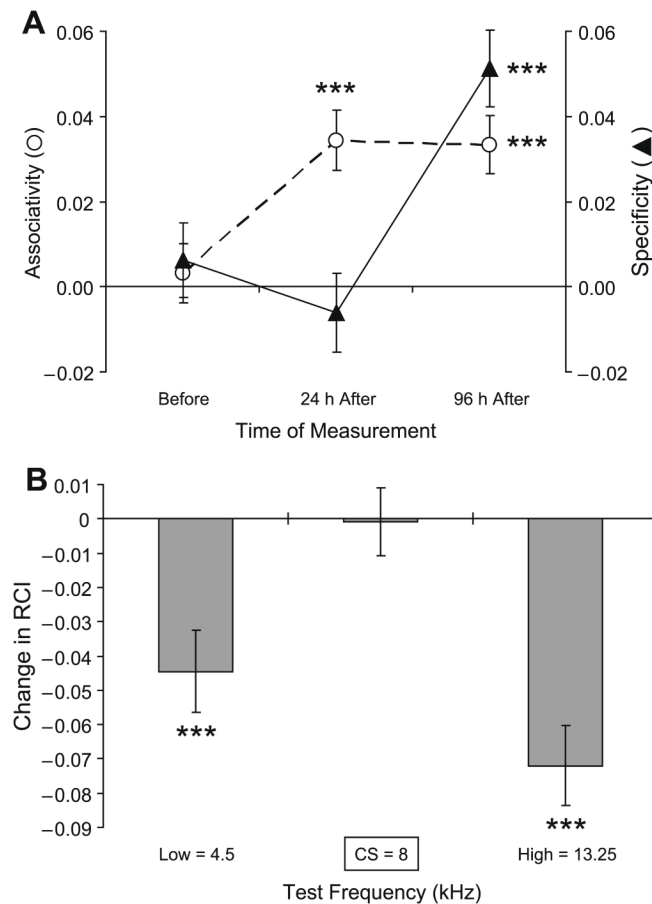 A
0.06
0.04
0.02
0.00
−0.02
Associativity (○)
***
***
***
0.06
0.04
0.02
0.00
−0.02
Specificity (▲)
Before
24 h After
96 h After
Time of Measurement
B
0.01
0
−0.01
−0.02
−0.03
−0.04
−0.05
−0.06
−0.07
−0.08
−0.09
Change in RCI
***
***
Low = 4.5
CS = 8
High = 13.25
Test Frequency (kHz)